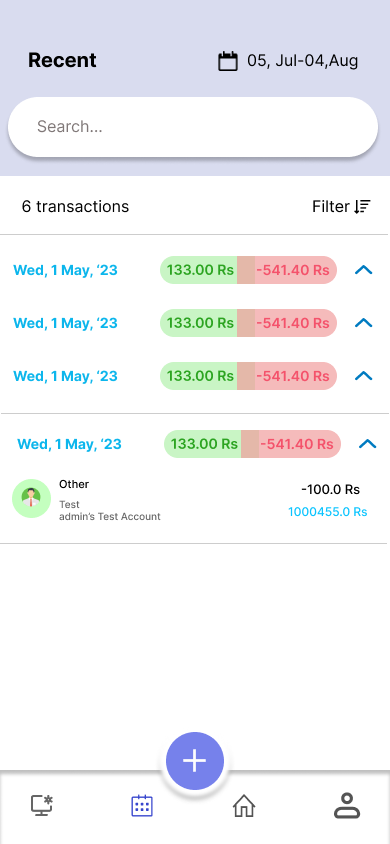 Recent
05, Jul-04,Aug
Search...
6 transactions
Filter
Wed, 1 May, ‘23 133.00 Rs -541.40 Rs
Wed, 1 May, ‘23 133.00 Rs -541.40 Rs
Wed, 1 May, ‘23 133.00 Rs -541.40 Rs
Wed, 1 May, ‘23 133.00 Rs -541.40 Rs
Other
-100.0 Rs
Test
admin’s Test Account
1000455.0 Rs